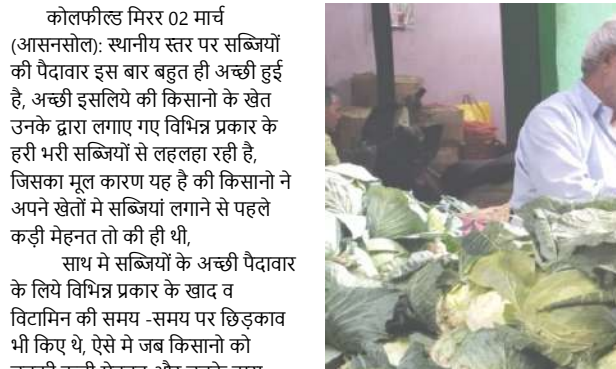 कोलफील्ड मिरर 02 मार्च
(आसनसोल): स्थानीय स्तर पर सब्जियों
की पैदावार इस बार बहुत ही अच्छी हुई
है, अच्छी इसलिये की किसानो के खेत
उनके द्वारा लगाए गए विभिन्न प्रकार के
हरी भरी सब्जियों से लहलहा रही है,
जिसका मूल कारण यह है की किसानो ने
अपने खेतों मे सब्जियां लगाने से पहले
कड़ी मेहनत तो की ही थी,
साथ मे सब्जियों के अच्छी पैदावार
के लिये विभिन्न प्रकार के खाद व
विटामिन की समय -समय पर छिड़काव
भी किए थे, ऐसे मे जब किसानो को